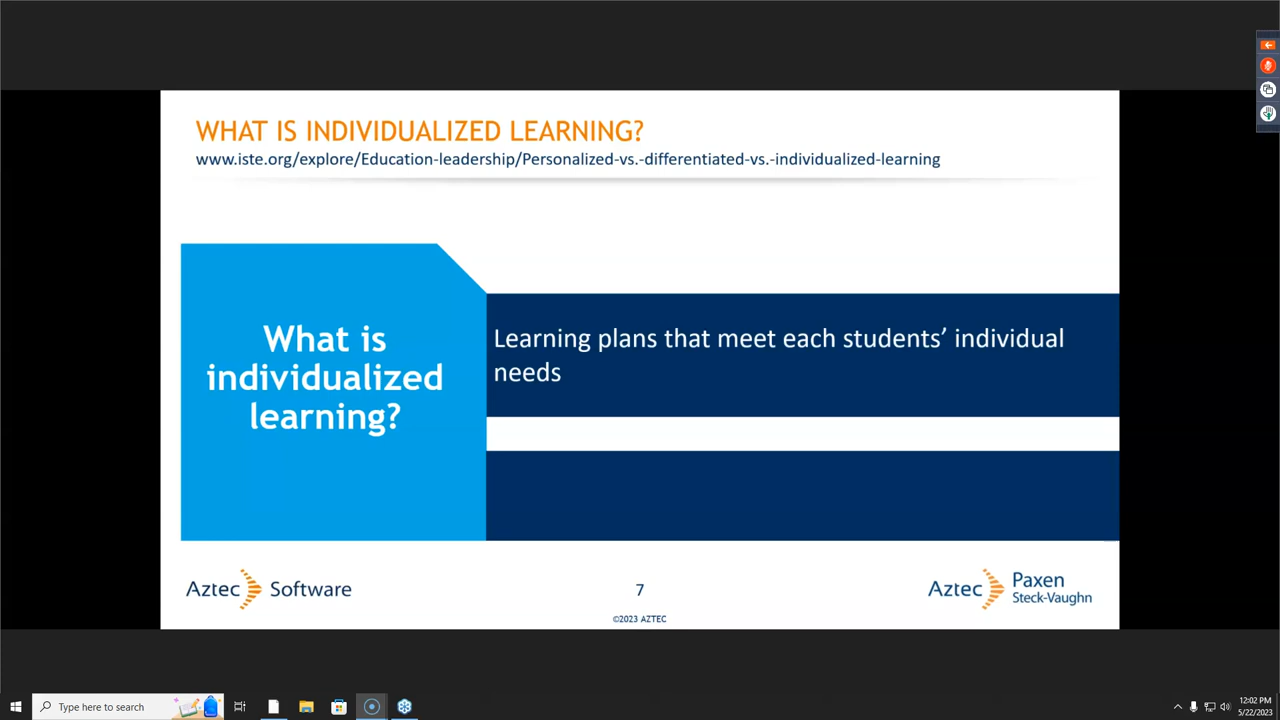 WHAT IS INDIVIDUALIZED LEARNING?
www.iste.org/explore/Education-leadership/Personalized-vs.-differentiated-vs.-individualized-learning
What is
individualized
learning?
Learning plans that meet each students’ individual
needs
Aztec Software
7
©2023 AZTEC
Aztec Paxen
Steck-Vaughn
Type here to search
12:02 PM
5/22/2023